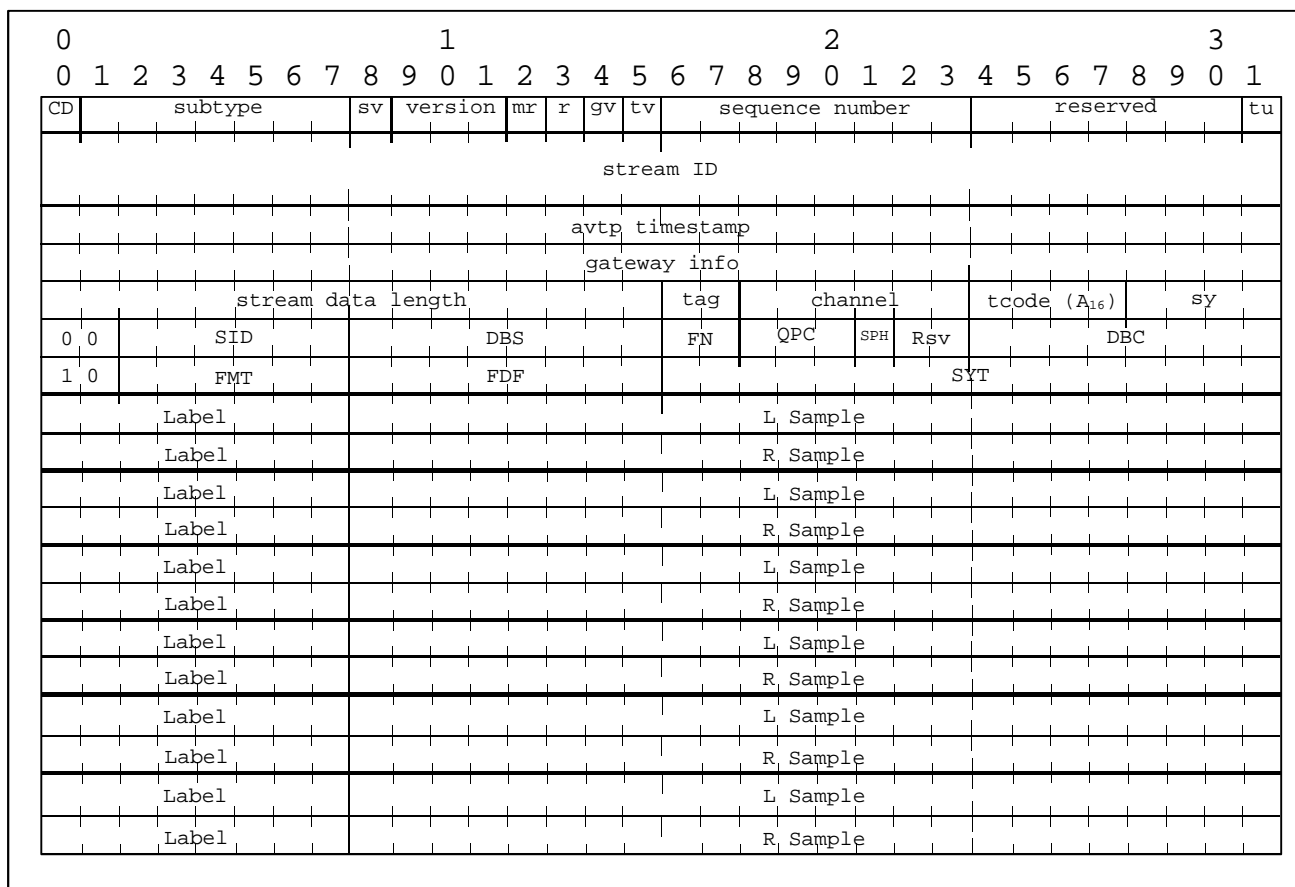 0 1 2 3
0 1 2 3 4 5 6 7 8 9 0 1 2 3 4 5 6 7 8 9 0 1 2 3 4 5 6 7 8 9 0 1
CD subtype sv version mr r gv tv sequence number reserved tu
stream ID
avtp timestamp
gateway info
stream data length tag channel tcode (A₁₆) sy
0 0 SID DBS FN QPC SPH Rsv DBC
1 0 FMT FDF SYT
Label L Sample
Label R Sample
Label L Sample
Label R Sample
Label L Sample
Label R Sample
Label L Sample
Label R Sample
Label L Sample
Label R Sample
Label L Sample
Label R Sample